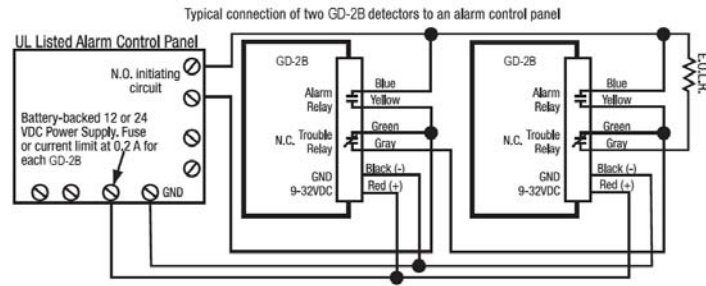 Typical connection of two GD-2B detectors to an alarm control panel
UL Listed Alarm Control Panel
N.O. initiating
circuit
Battery-backed 12 or 24
VDC Power Supply. Fuse
or current limit at 0.2 A for
each GD-2B
GND
GD-2B
Alarm
Relay
Blue
Yellow
N.C. Trouble
Relay
Green
Gray
GND
9-32VDC
Black (-)
Red (+)
GD-2B
Alarm
Relay
Blue
Yellow
N.C. Trouble
Relay
Green
Gray
GND
9-32VDC
Black (-)
Red (+)
E.O.L.R.